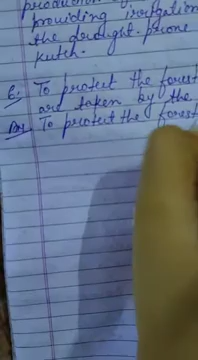 production
providing irrigation
the drought-prone
kutch.
Q. To protect the forest
are taken by the
Ans. To protect the forest